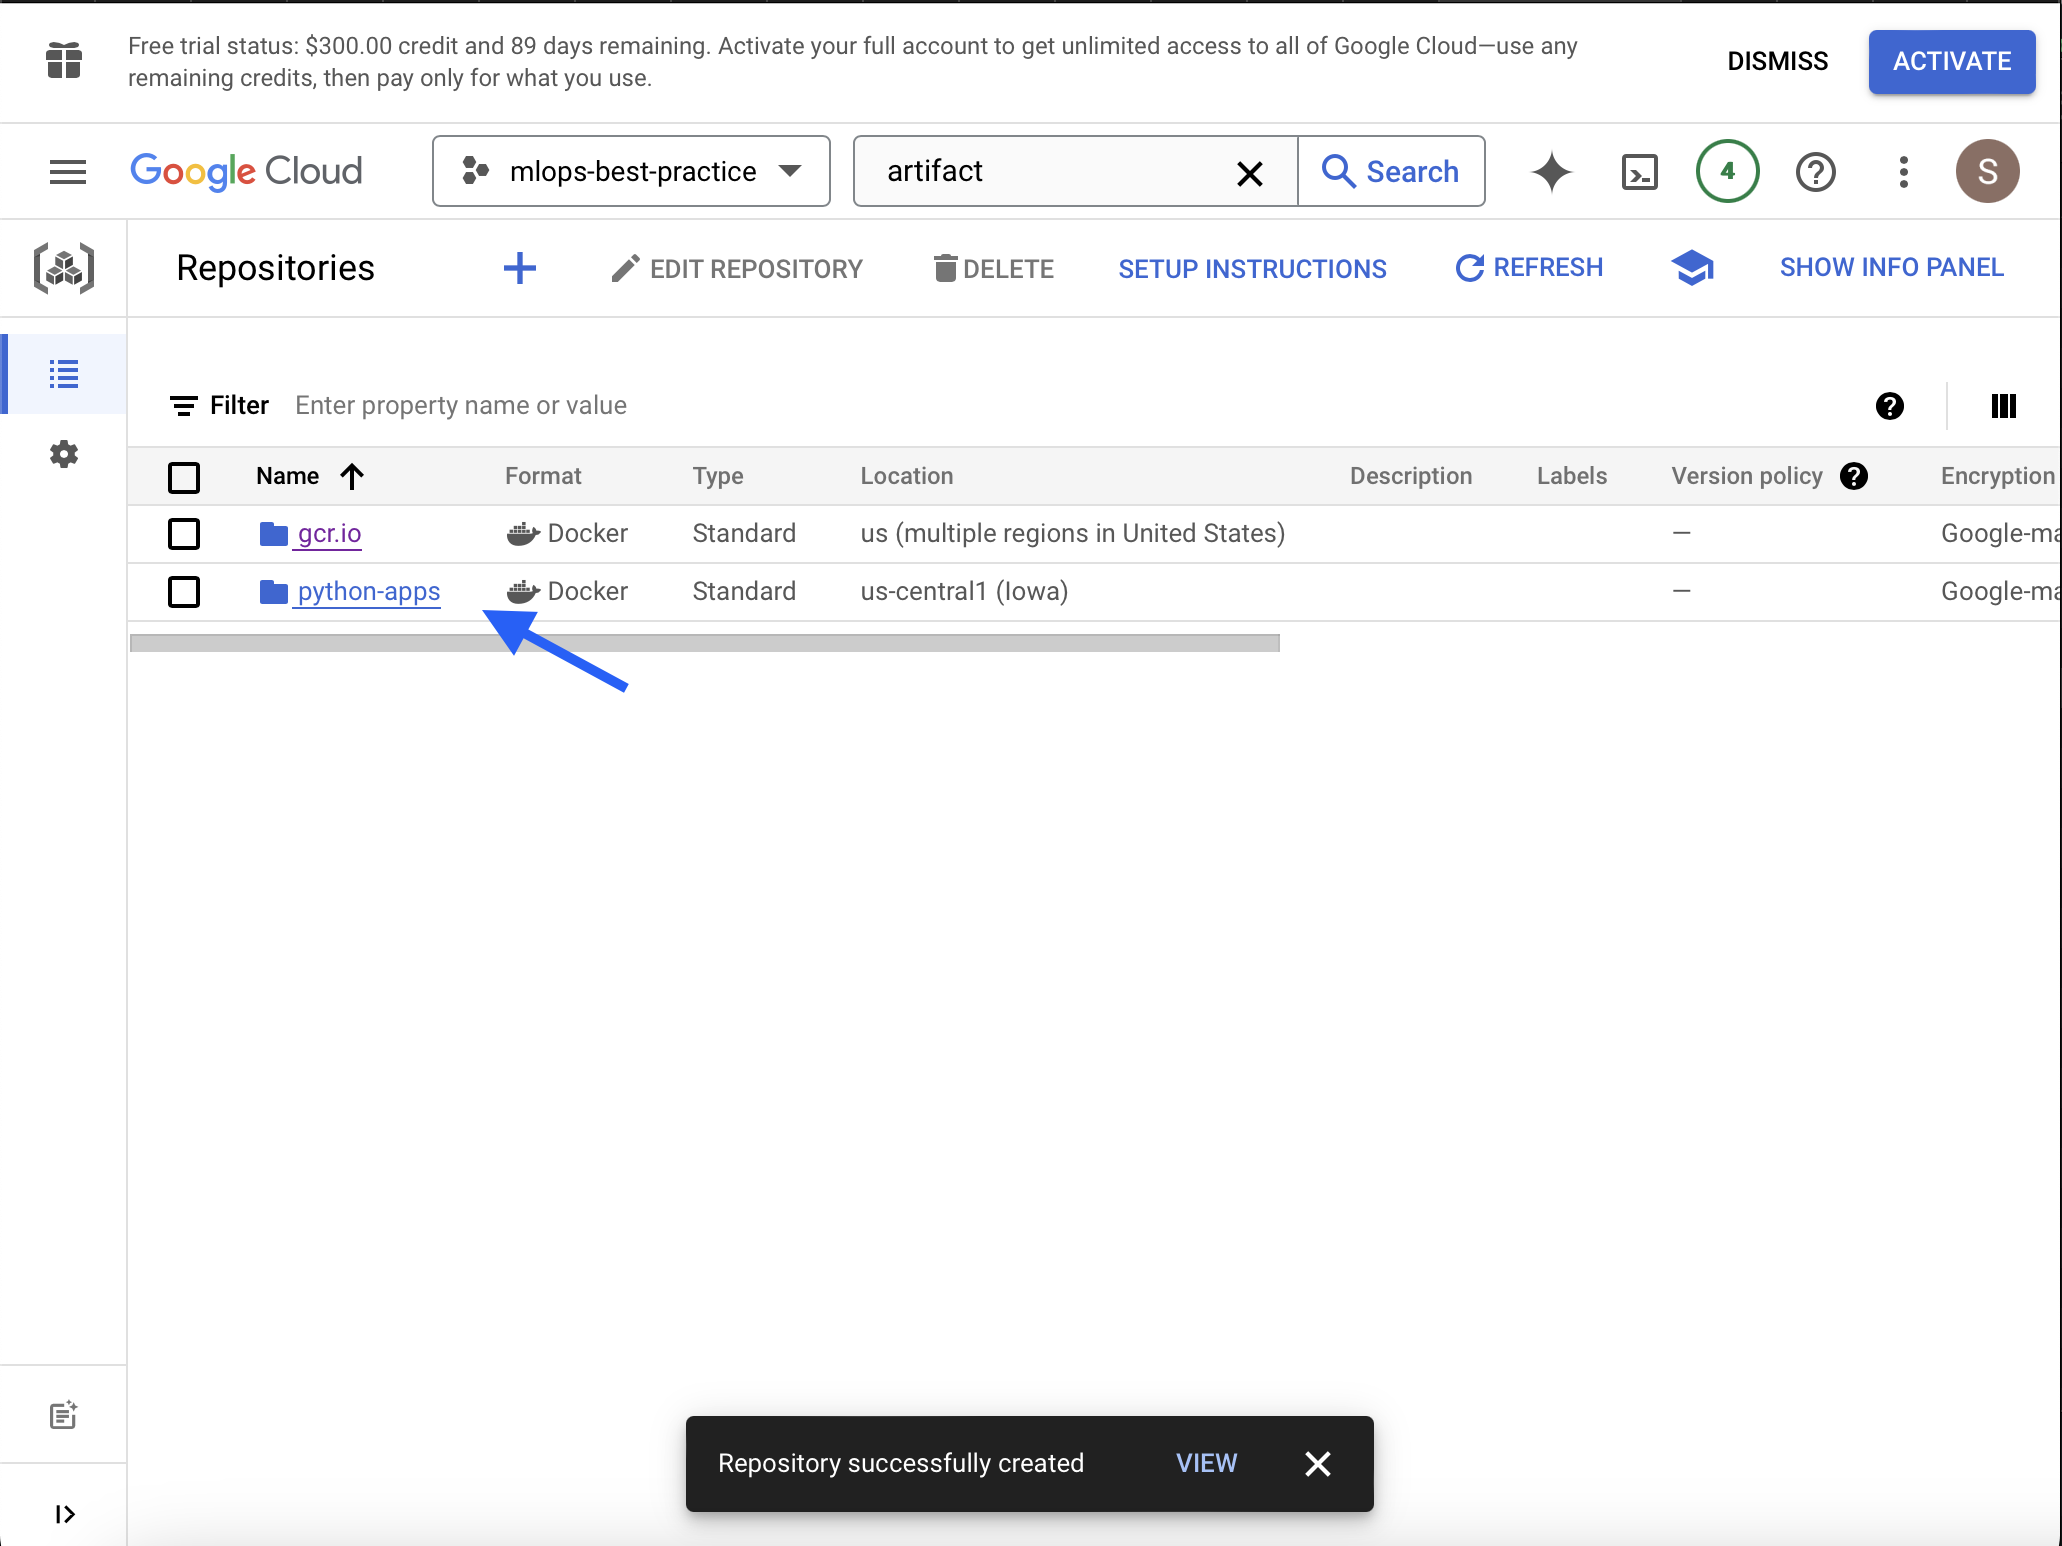 Free trial status: $300.00 credit and 89 days remaining. Activate your full account to get unlimited access to all of Google Cloud—use any
remaining credits, then pay only for what you use.
DISMISS
ACTIVATE
Google Cloud
mlops-best-practice
artifact
Search
4
S
Repositories
EDIT REPOSITORY
DELETE
SETUP INSTRUCTIONS
REFRESH
SHOW INFO PANEL
Filter Enter property name or value
Name Format Type Location Description Labels Version policy Encryption
gcr.io Docker Standard us (multiple regions in United States) — Google-ma
python-apps Docker Standard us-central1 (Iowa) — Google-ma
Repository successfully created VIEW